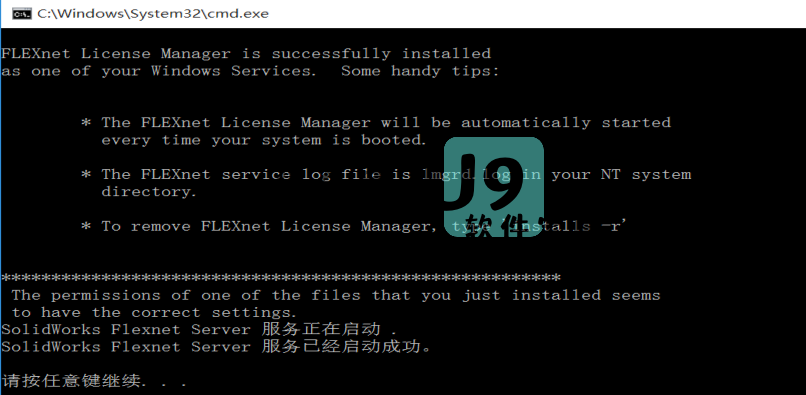 C:\Windows\System32\cmd.exe
FLEXnet License Manager is successfully installed
as one of your Windows Services.  Some handy tips:
* The FLEXnet License Manager will be automatically started
every time your system is booted.
* The FLEXnet service log file is lmgrd.log in your NT system
directory.
* To remove FLEXnet License Manager, type 'installs -r'
J9
软件
********************************************************
The permissions of one of the files that you just installed seems
to have the correct settings.
SolidWorks Flexnet Server 服务正在启动 .
SolidWorks Flexnet Server 服务已经启动成功。
请按任意键继续. . .